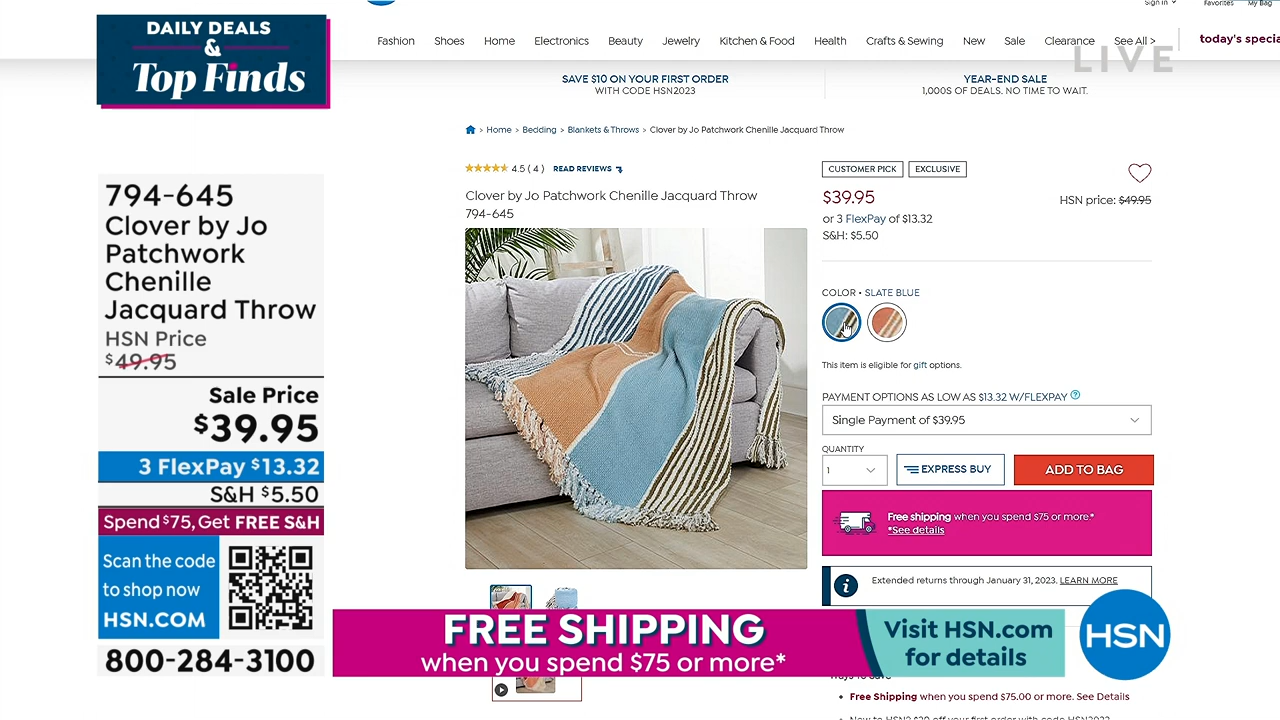 DAILY DEALS
&
Top Finds
Sign In
Favorites
My Bag
Fashion
Shoes
Home
Electronics
Beauty
Jewelry
Kitchen & Food
Health
Crafts & Sewing
New
Sale
Clearance
See All >
today's specia
LIVE
SAVE $10 ON YOUR FIRST ORDER
WITH CODE HSN2023
YEAR-END SALE
1,000S OF DEALS. NO TIME TO WAIT.
> Home > Bedding > Blankets & Throws > Clover by Jo Patchwork Chenille Jacquard Throw
794-645
Clover by Jo
Patchwork
Chenille
Jacquard Throw
HSN Price
$49.95
Sale Price
$39.95
3 FlexPay $13.32
S&H $5.50
Spend $75, Get FREE S&H
Scan the code
to shop now
HSN.COM
800-284-3100
4.5 ( 4 ) READ REVIEWS
Clover by Jo Patchwork Chenille Jacquard Throw
794-645
CUSTOMER PICK
EXCLUSIVE
$39.95
HSN price: $49.95
or 3 FlexPay of $13.32
S&H: $5.50
COLOR • SLATE BLUE
This item is eligible for gift options.
PAYMENT OPTIONS AS LOW AS $13.32 W/FLEXPAY ?
Single Payment of $39.95
QUANTITY
1
EXPRESS BUY
ADD TO BAG
Free shipping when you spend $75 or more.*
*See details
i
Extended returns through January 31, 2023. LEARN MORE
FREE SHIPPING
when you spend $75 or more*
Visit HSN.com
for details
HSN
• Free Shipping when you spend $75.00 or more. See Details